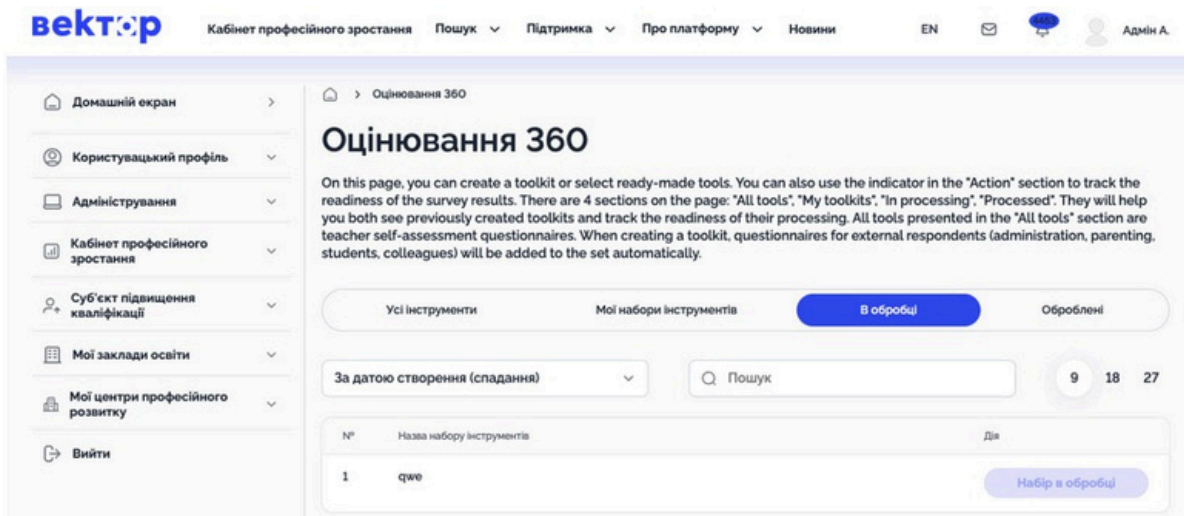 вектор
Кабінет професійного зростання Пошук Підтримка Про платформу Новини EN 4463 Адмін А.
Домашній екран
Користувацький профіль
Адміністрування
Кабінет професійного
зростання
Суб'єкт підвищення
кваліфікації
Мої заклади освіти
Мої центри професійного
розвитку
Вийти
Оцінювання 360
Оцінювання 360
On this page, you can create a toolkit or select ready-made tools. You can also use the indicator in the "Action" section to track the
readiness of the survey results. There are 4 sections on the page: "All tools", "My toolkits", "In processing", "Processed". They will help
you both see previously created toolkits and track the readiness of their processing. All tools presented in the "All tools" section are
teacher self-assessment questionnaires. When creating a toolkit, questionnaires for external respondents (administration, parenting,
students, colleagues) will be added to the set automatically.
Усі інструменти Мої набори інструментів В обробці Оброблені
За датою створення (спадання) Пошук 9 18 27
№ Назва набору інструментів Дія
1 qwe Набір в обробці